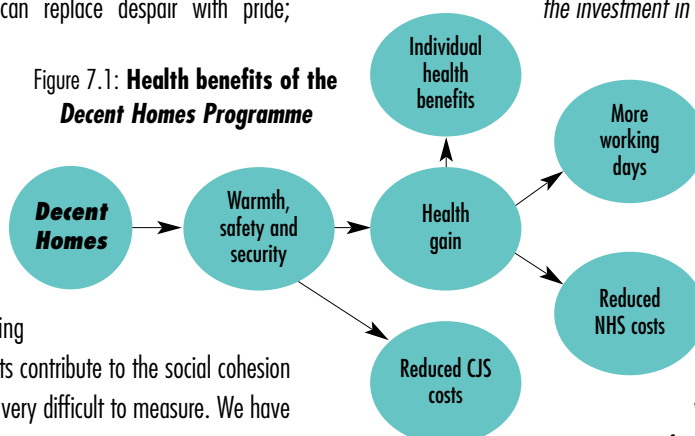 can replace despair with pride;
the investment in
Figure 7.1: Health benefits of the
Decent Homes Programme
Decent
Homes
Warmth,
safety and
security
Health
gain
Individual
health
benefits
More
working
days
Reduced
NHS costs
Reduced CJS
costs
ing
ts contribute to the social cohesion
very difficult to measure. We have